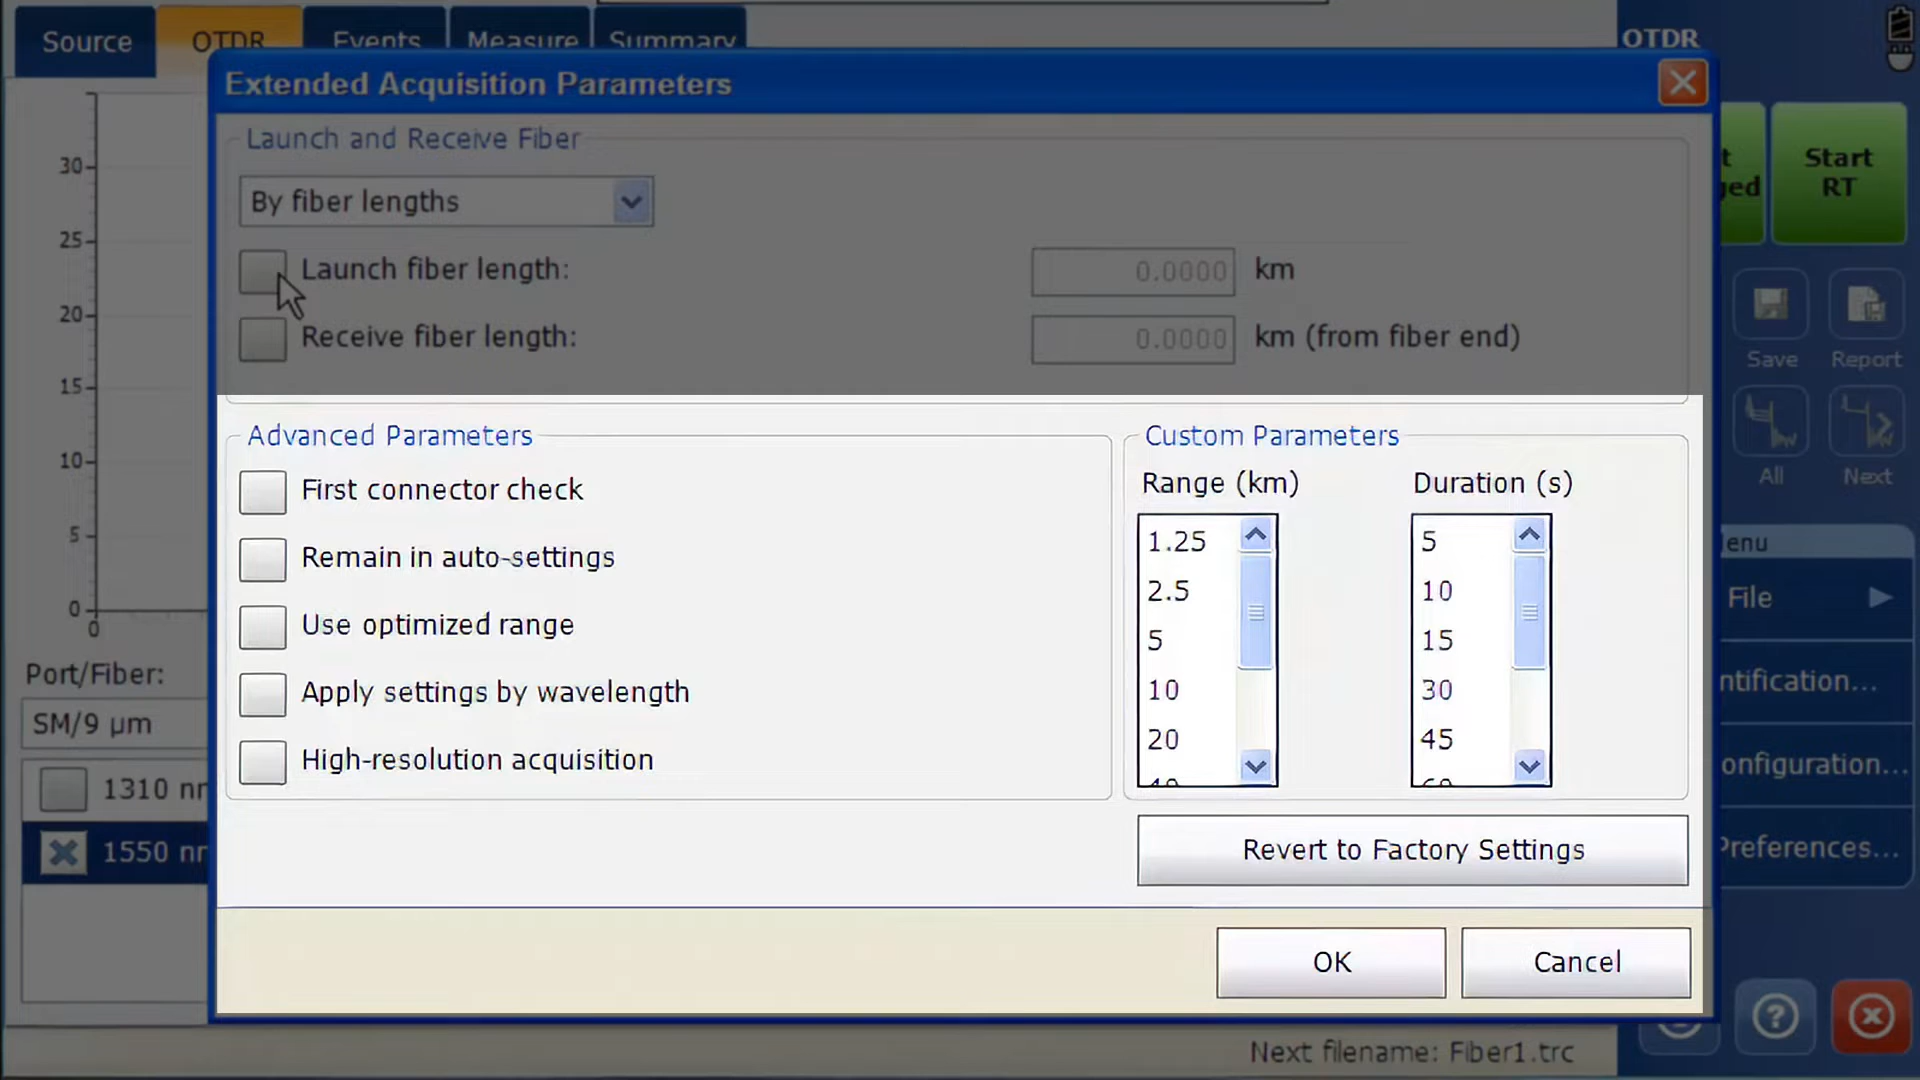 Source
OTDR
Events
Measure
Summary
OTDR
Extended Acquisition Parameters
Launch and Receive Fiber
By fiber lengths
Launch fiber length:
0.0000
km
Receive fiber length:
0.0000
km (from fiber end)
Advanced Parameters
First connector check
Remain in auto-settings
Use optimized range
Apply settings by wavelength
High-resolution acquisition
Custom Parameters
Range (km)
1.25
2.5
5
10
20
Duration (s)
5
10
15
30
45
Revert to Factory Settings
OK
Cancel
30
25
20
15
10
5
0
0
Port/Fiber:
SM/9 µm
1310
1550
Start
RT
Save
Report
All
Next
File
Preferences...
Next filename: Fiber1.trc